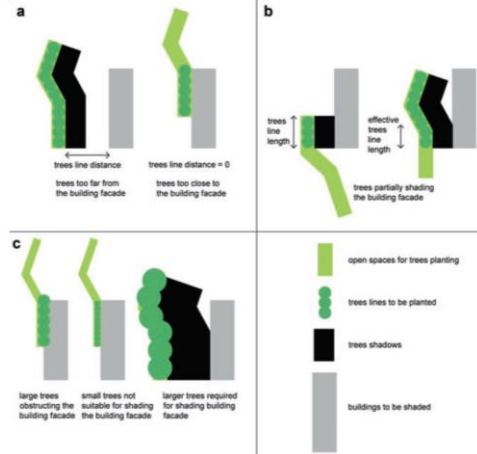 a
trees line distance
trees line distance = 0
trees too far from
the building facade
trees too close to
the building facade
b
trees
line
length
effective
trees
line
length
trees partially shading
the building facade
c
large trees
obstructing the
building facade
small trees not
suitable for shading
the building facade
larger trees required
for shading building
facade
open spaces for trees planting
trees lines to be planted
trees shadows
buildings to be shaded